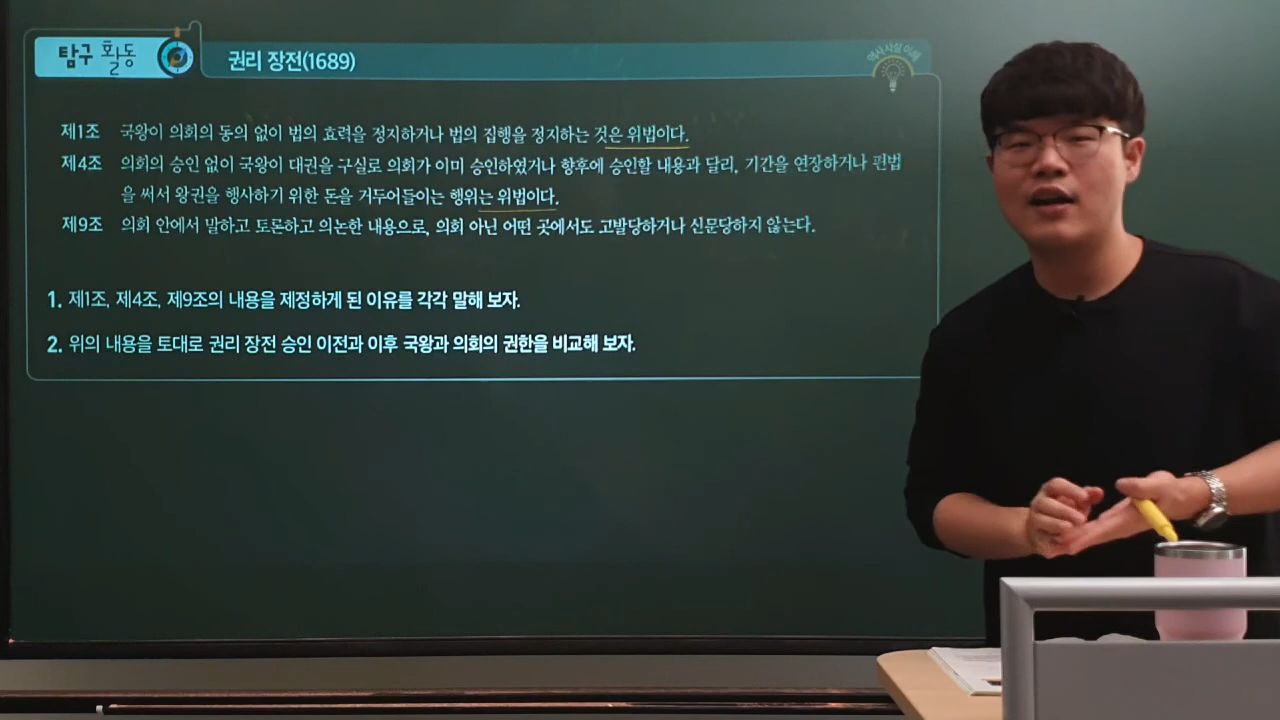 탐구 활동
권리 장전(1689)
역사 사실 이해
제1조 국왕이 의회의 동의 없이 법의 효력을 정지하거나 법의 집행을 정지하는 것은 위법이다.
제4조 의회의 승인 없이 국왕이 대권을 구실로 의회가 이미 승인하였거나 향후에 승인할 내용과 달리, 기간을 연장하거나 편법
을 써서 왕권을 행사하기 위한 돈을 거두어들이는 행위는 위법이다.
제9조 의회 안에서 말하고 토론하고 의논한 내용으로, 의회 아닌 어떤 곳에서도 고발당하거나 신문당하지 않는다.
1. 제1조, 제4조, 제9조의 내용을 제정하게 된 이유를 각각 말해 보자.
2. 위의 내용을 토대로 권리 장전 승인 이전과 이후 국왕과 의회의 권한을 비교해 보자.